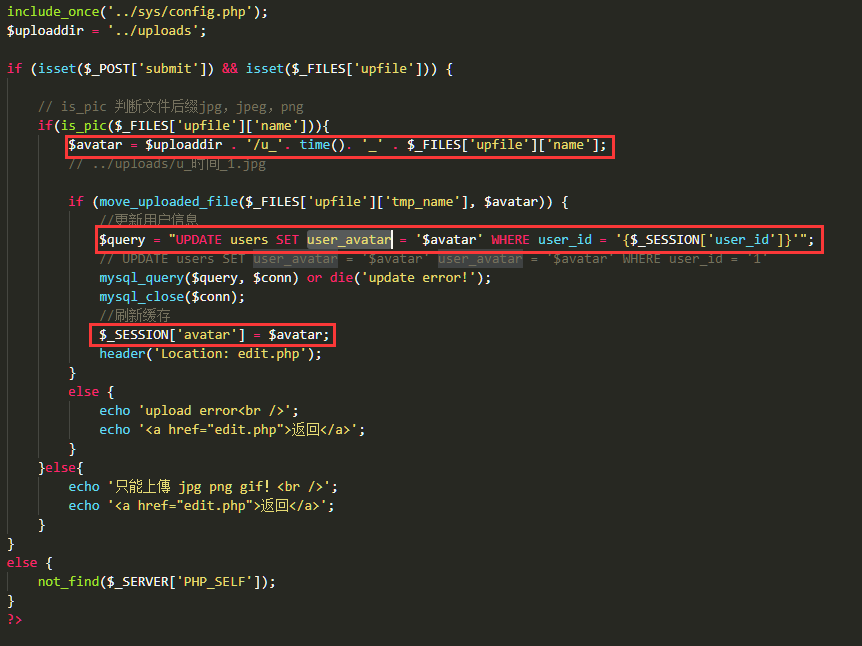 include_once('../sys/config.php');
$uploaddir = '../uploads';
if (isset($_POST['submit']) && isset($_FILES['upfile'])) {
// is_pic 判断文件后缀jpg，jpeg，png
if(is_pic($_FILES['upfile']['name'])){
$avatar = $uploaddir . '/u_'. time(). '_' . $_FILES['upfile']['name'];
// ../uploads/u_时间_1.jpg
if (move_uploaded_file($_FILES['upfile']['tmp_name'], $avatar)) {
//更新用户信息
$query = "UPDATE users SET user_avatar = '$avatar' WHERE user_id = '{$_SESSION['user_id']}'";
// UPDATE users SET user_avatar = '$avatar' user_avatar = '$avatar' WHERE user_id = '1'
mysql_query($query, $conn) or die('update error!');
mysql_close($conn);
//刷新缓存
$_SESSION['avatar'] = $avatar;
header('Location: edit.php');
}
else {
echo 'upload error<br />';
echo '<a href="edit.php">返回</a>';
}
}else{
echo '只能上傳 jpg png gif! <br />';
echo '<a href="edit.php">返回</a>';
}
}
else {
not_find($_SERVER['PHP_SELF']);
}
?>